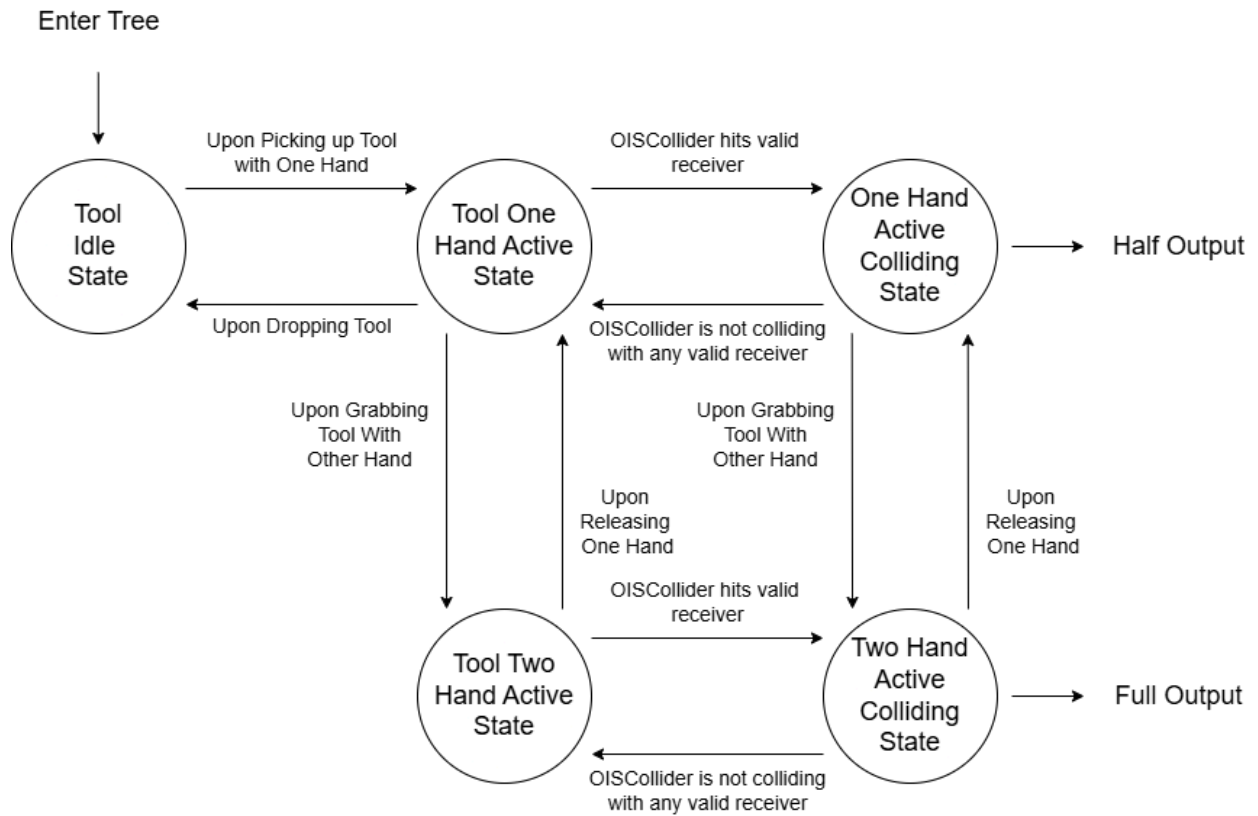 Enter Tree
Upon Picking up Tool
with One Hand
OISCollider hits valid
receiver
Tool
Idle
State
Tool One
Hand Active
State
One Hand
Active
Colliding
State
Half Output
Upon Dropping Tool
OISCollider is not colliding
with any valid receiver
Upon Grabbing
Tool With
Other Hand
Upon Grabbing
Tool With
Other Hand
Upon
Releasing
One Hand
Upon
Releasing
One Hand
OISCollider hits valid
receiver
Tool Two
Hand Active
State
Two Hand
Active
Colliding
State
Full Output
OISCollider is not colliding
with any valid receiver